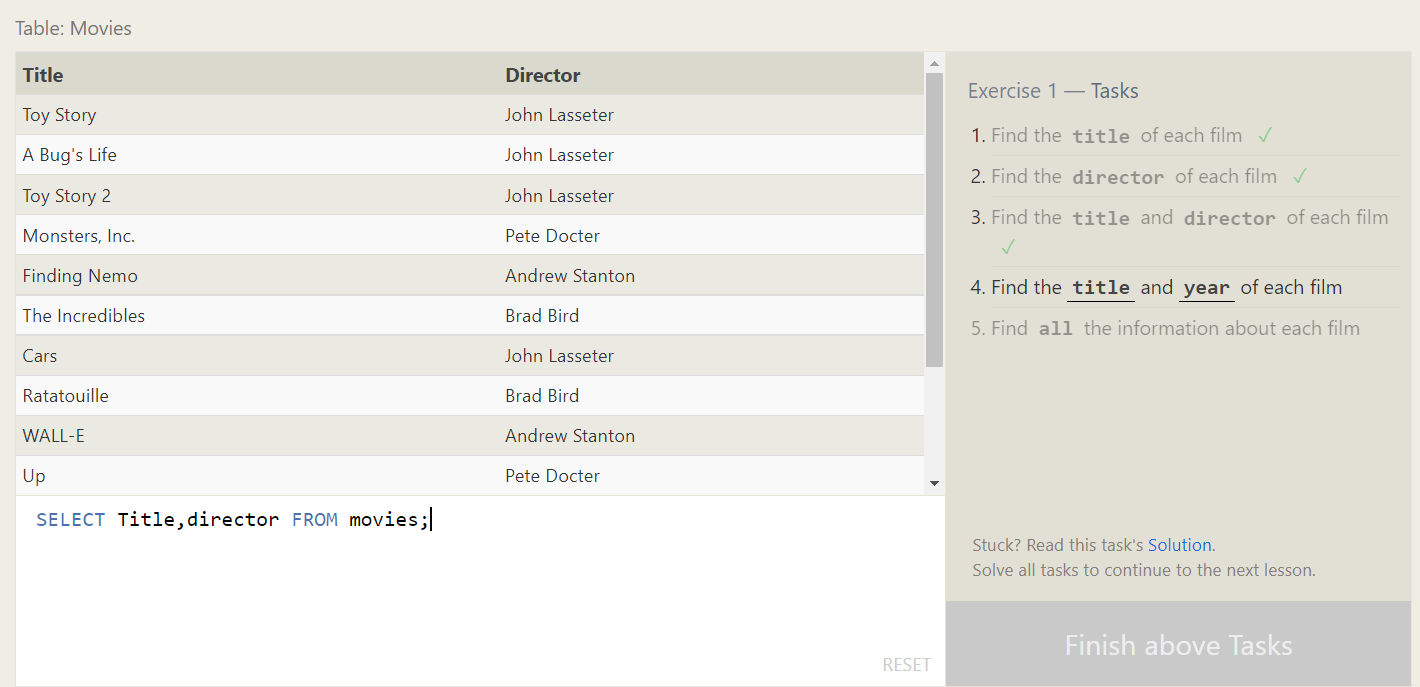 Table: Movies
Title Director
Toy Story John Lasseter
A Bug's Life John Lasseter
Toy Story 2 John Lasseter
Monsters, Inc. Pete Docter
Finding Nemo Andrew Stanton
The Incredibles Brad Bird
Cars John Lasseter
Ratatouille Brad Bird
WALL-E Andrew Stanton
Up Pete Docter
SELECT Title,director FROM movies;
RESET
Exercise 1 — Tasks
1. Find the title of each film ✓
2. Find the director of each film ✓
3. Find the title and director of each film
✓
4. Find the title and year of each film
5. Find all the information about each film
Stuck? Read this task's Solution.
Solve all tasks to continue to the next lesson.
Finish above Tasks